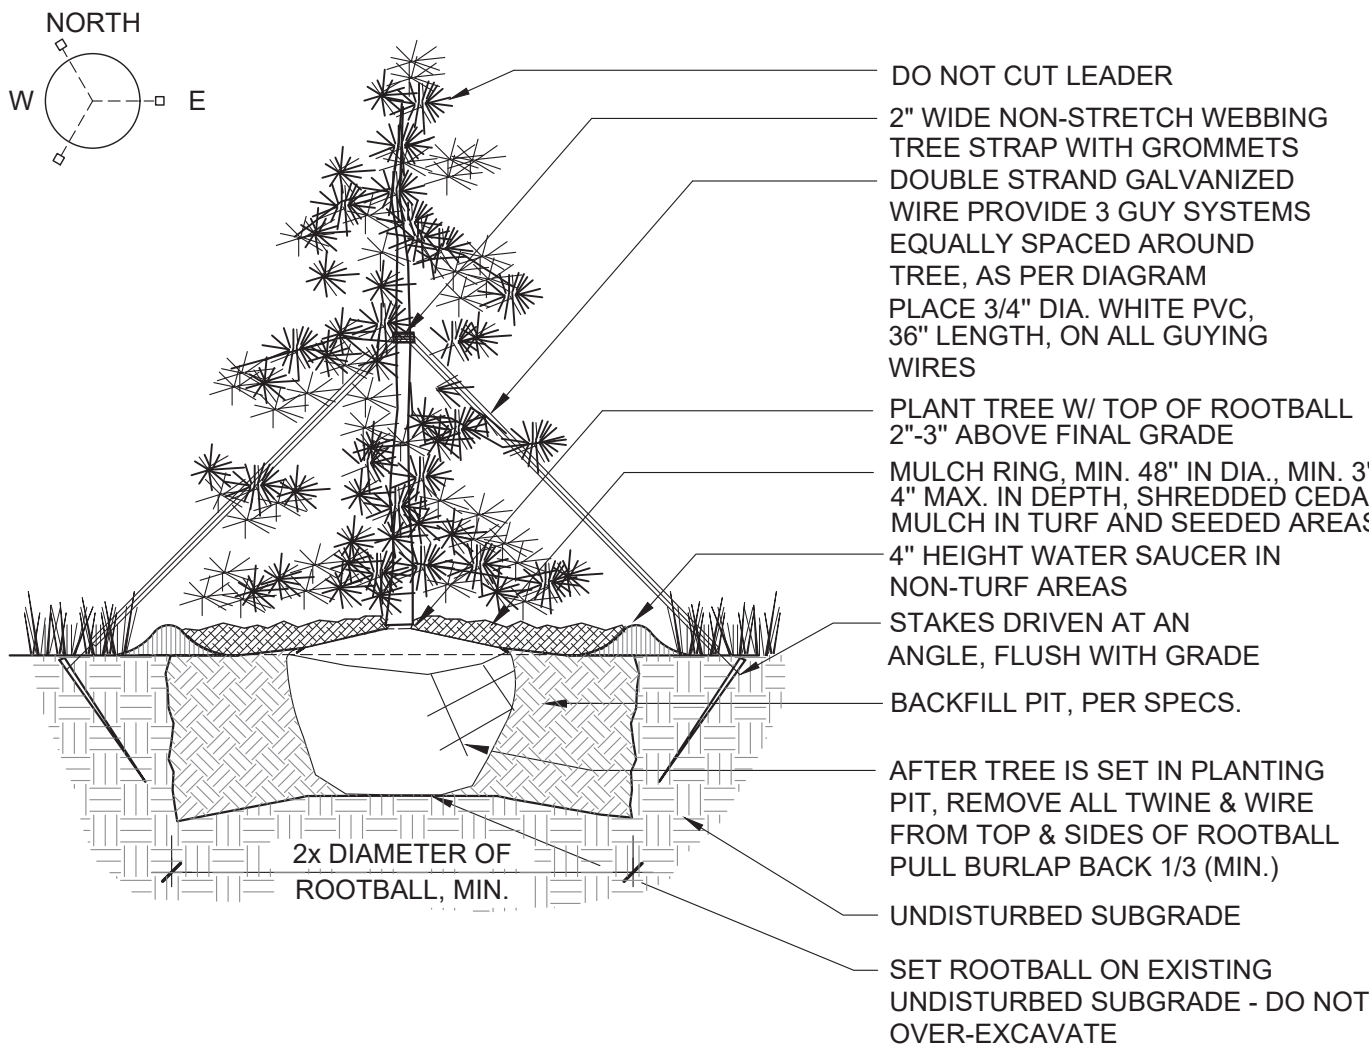 NORTH
W
E
DO NOT CUT LEADER
2" WIDE NON-STRETCH WEBBING
TREE STRAP WITH GROMMETS
DOUBLE STRAND GALVANIZED
WIRE PROVIDE 3 GUY SYSTEMS
EQUALLY SPACED AROUND
TREE, AS PER DIAGRAM
PLACE 3/4" DIA. WHITE PVC,
36" LENGTH, ON ALL GUYING
WIRES
PLANT TREE W/ TOP OF ROOTBALL
2"-3" ABOVE FINAL GRADE
MULCH RING, MIN. 48" IN DIA., MIN. 3"
4" MAX. IN DEPTH, SHREDDED CEDA
MULCH IN TURF AND SEEDED AREAS
4" HEIGHT WATER SAUCER IN
NON-TURF AREAS
STAKES DRIVEN AT AN
ANGLE, FLUSH WITH GRADE
BACKFILL PIT, PER SPECS.
AFTER TREE IS SET IN PLANTING
PIT, REMOVE ALL TWINE & WIRE
FROM TOP & SIDES OF ROOTBALL
PULL BURLAP BACK 1/3 (MIN.)
2x DIAMETER OF
ROOTBALL, MIN.
UNDISTURBED SUBGRADE
SET ROOTBALL ON EXISTING
UNDISTURBED SUBGRADE - DO NOT
OVER-EXCAVATE